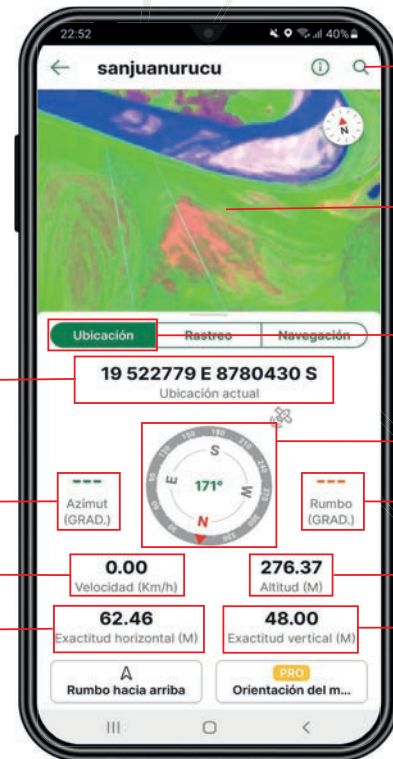 22:52 40%
sanjuanurucu
N
Ubicación Rastreo Navegación
19 522779 E 8780430 S
Ubicación actual
180
S
E 171° W
N
---
Azimut
(GRAD.)
---
Rumbo
(GRAD.)
0.00
Velocidad (Km/h)
276.37
Altitud (M)
62.46
Exactitud horizontal (M)
48.00
Exactitud vertical (M)
Rumbo hacia arriba
PRO
Orientación del m...